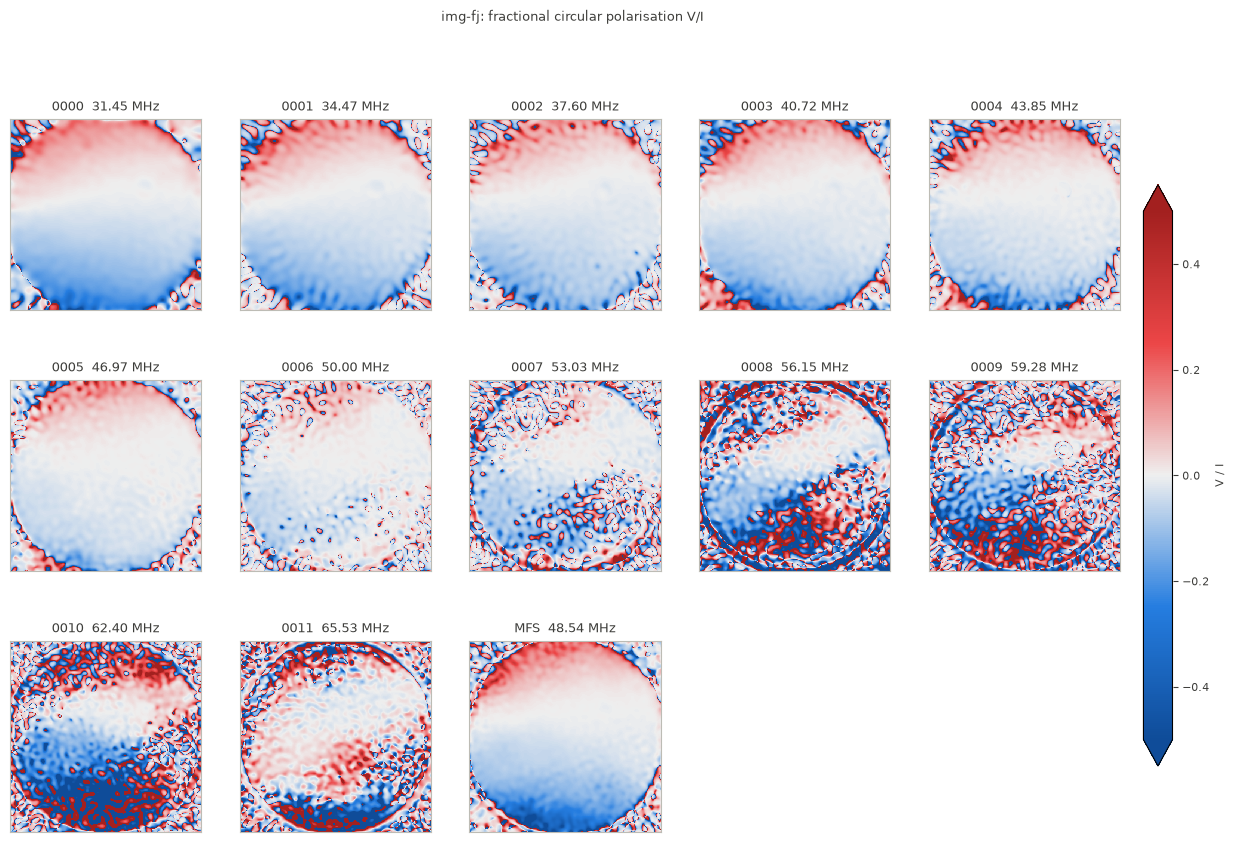 img-fj: fractional circular polarisation V/I
0000 31.45 MHz
0001 34.47 MHz
0002 37.60 MHz
0003 40.72 MHz
0004 43.85 MHz
0005 46.97 MHz
0006 50.00 MHz
0007 53.03 MHz
0008 56.15 MHz
0009 59.28 MHz
0010 62.40 MHz
0011 65.53 MHz
MFS 48.54 MHz
0.4
0.2
0.0
−0.2
−0.4
V / I